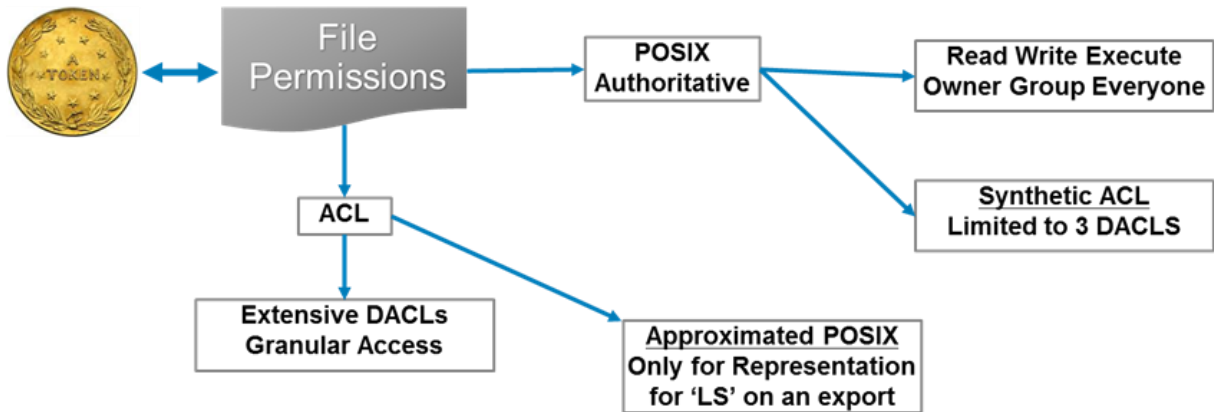 A
TOKEN
File
Permissions
POSIX
Authoritative
Read Write Execute
Owner Group Everyone
Synthetic ACL
Limited to 3 DACLS
ACL
Extensive DACLs
Granular Access
Approximated POSIX
Only for Representation
for ‘LS’ on an export